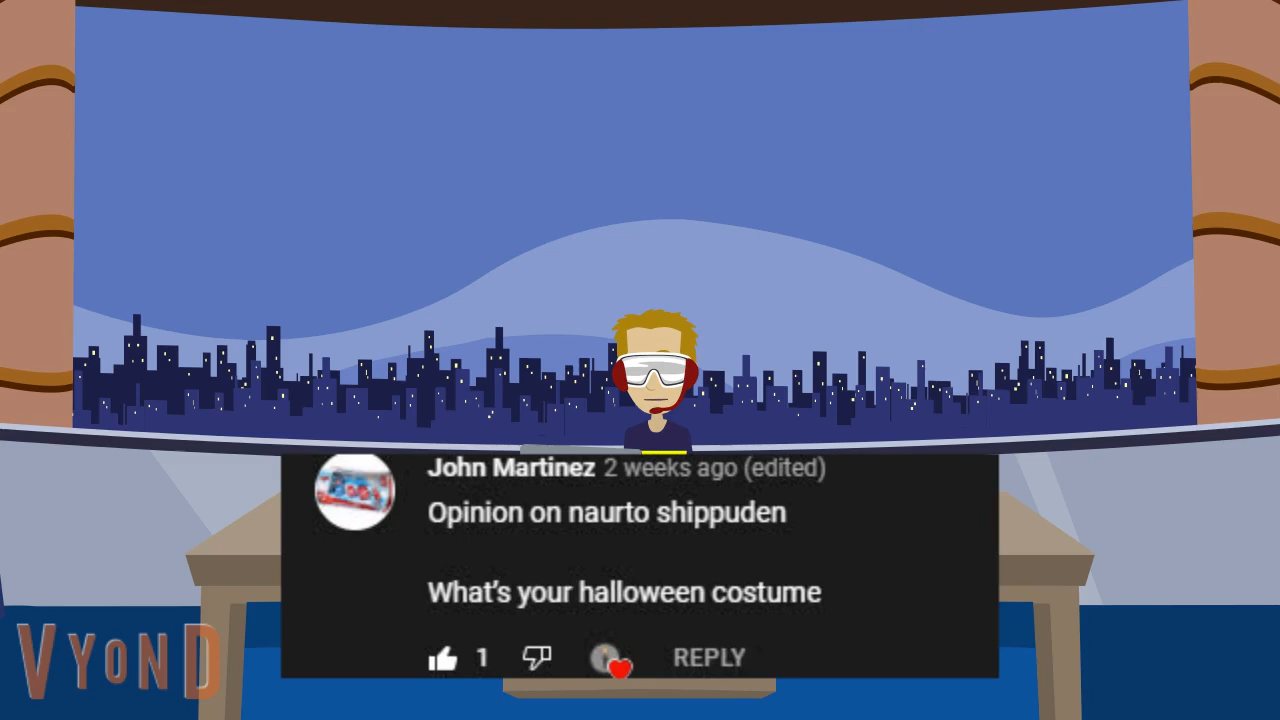 John Martinez 2 weeks ago (edited)
Opinion on naurto shippuden
What's your halloween costume
1 REPLY
VYOND